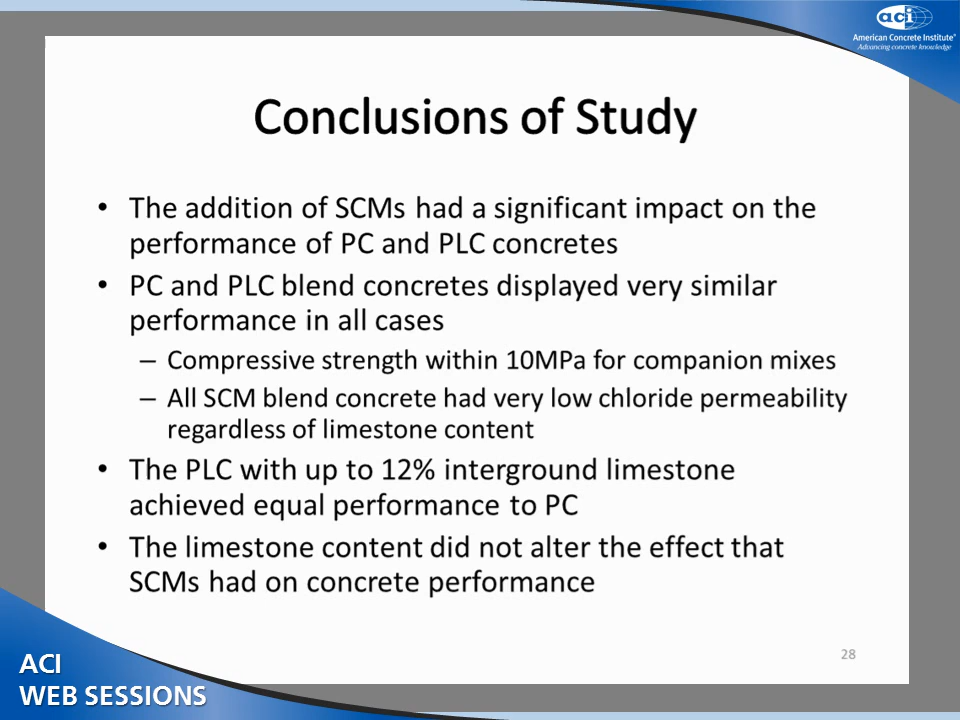 aci
American Concrete Institute®
Advancing concrete knowledge
Conclusions of Study
• The addition of SCMs had a significant impact on the
performance of PC and PLC concretes
• PC and PLC blend concretes displayed very similar
performance in all cases
– Compressive strength within 10MPa for companion mixes
– All SCM blend concrete had very low chloride permeability
regardless of limestone content
• The PLC with up to 12% interground limestone
achieved equal performance to PC
• The limestone content did not alter the effect that
SCMs had on concrete performance
28
ACI
WEB SESSIONS